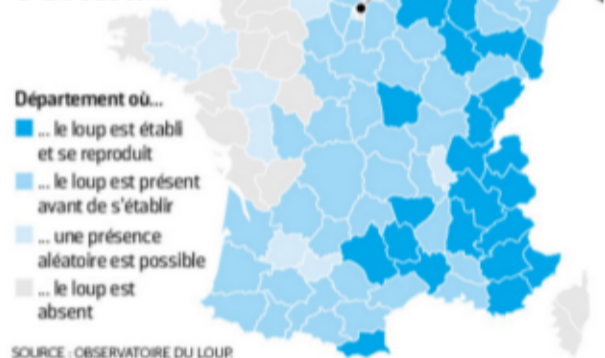 Département où...
... le loup est établi
et se reproduit
... le loup est présent
avant de s'établir
... une présence
aléatoire est possible
... le loup est
absent
SOURCE : OBSERVATOIRE DU LOUP.